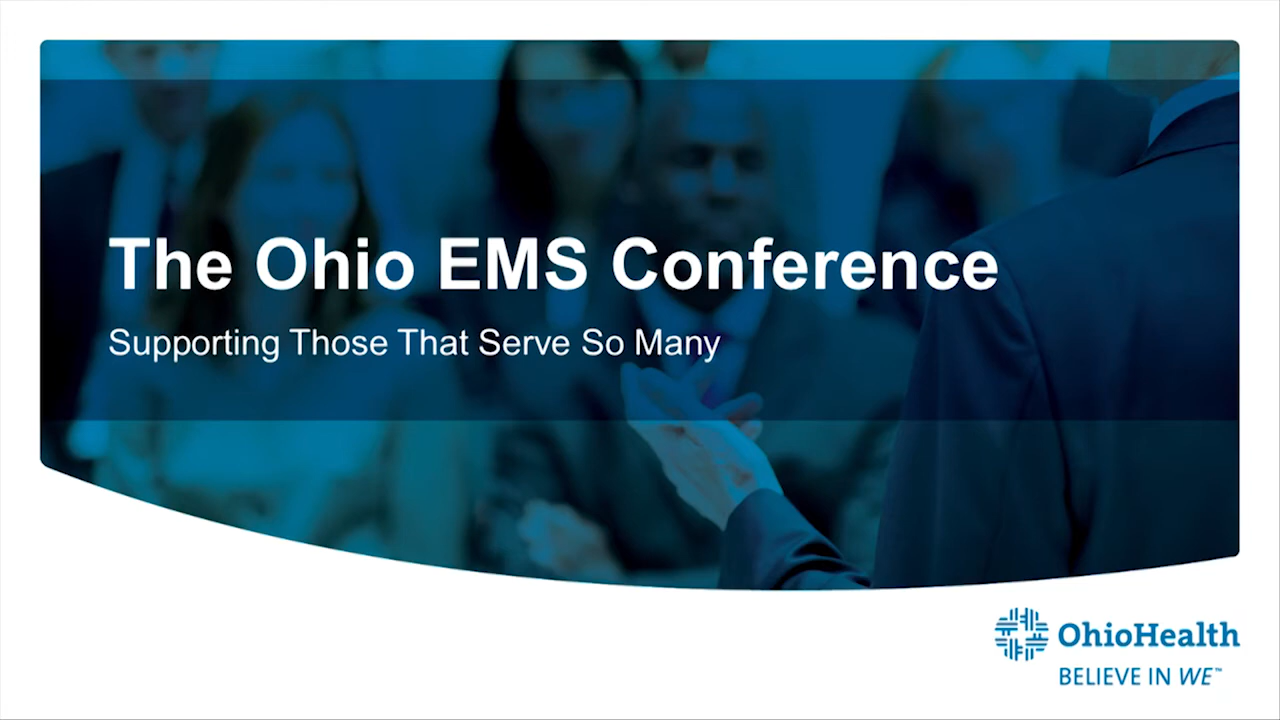 The Ohio EMS Conference
Supporting Those That Serve So Many
OhioHealth
BELIEVE IN WE™